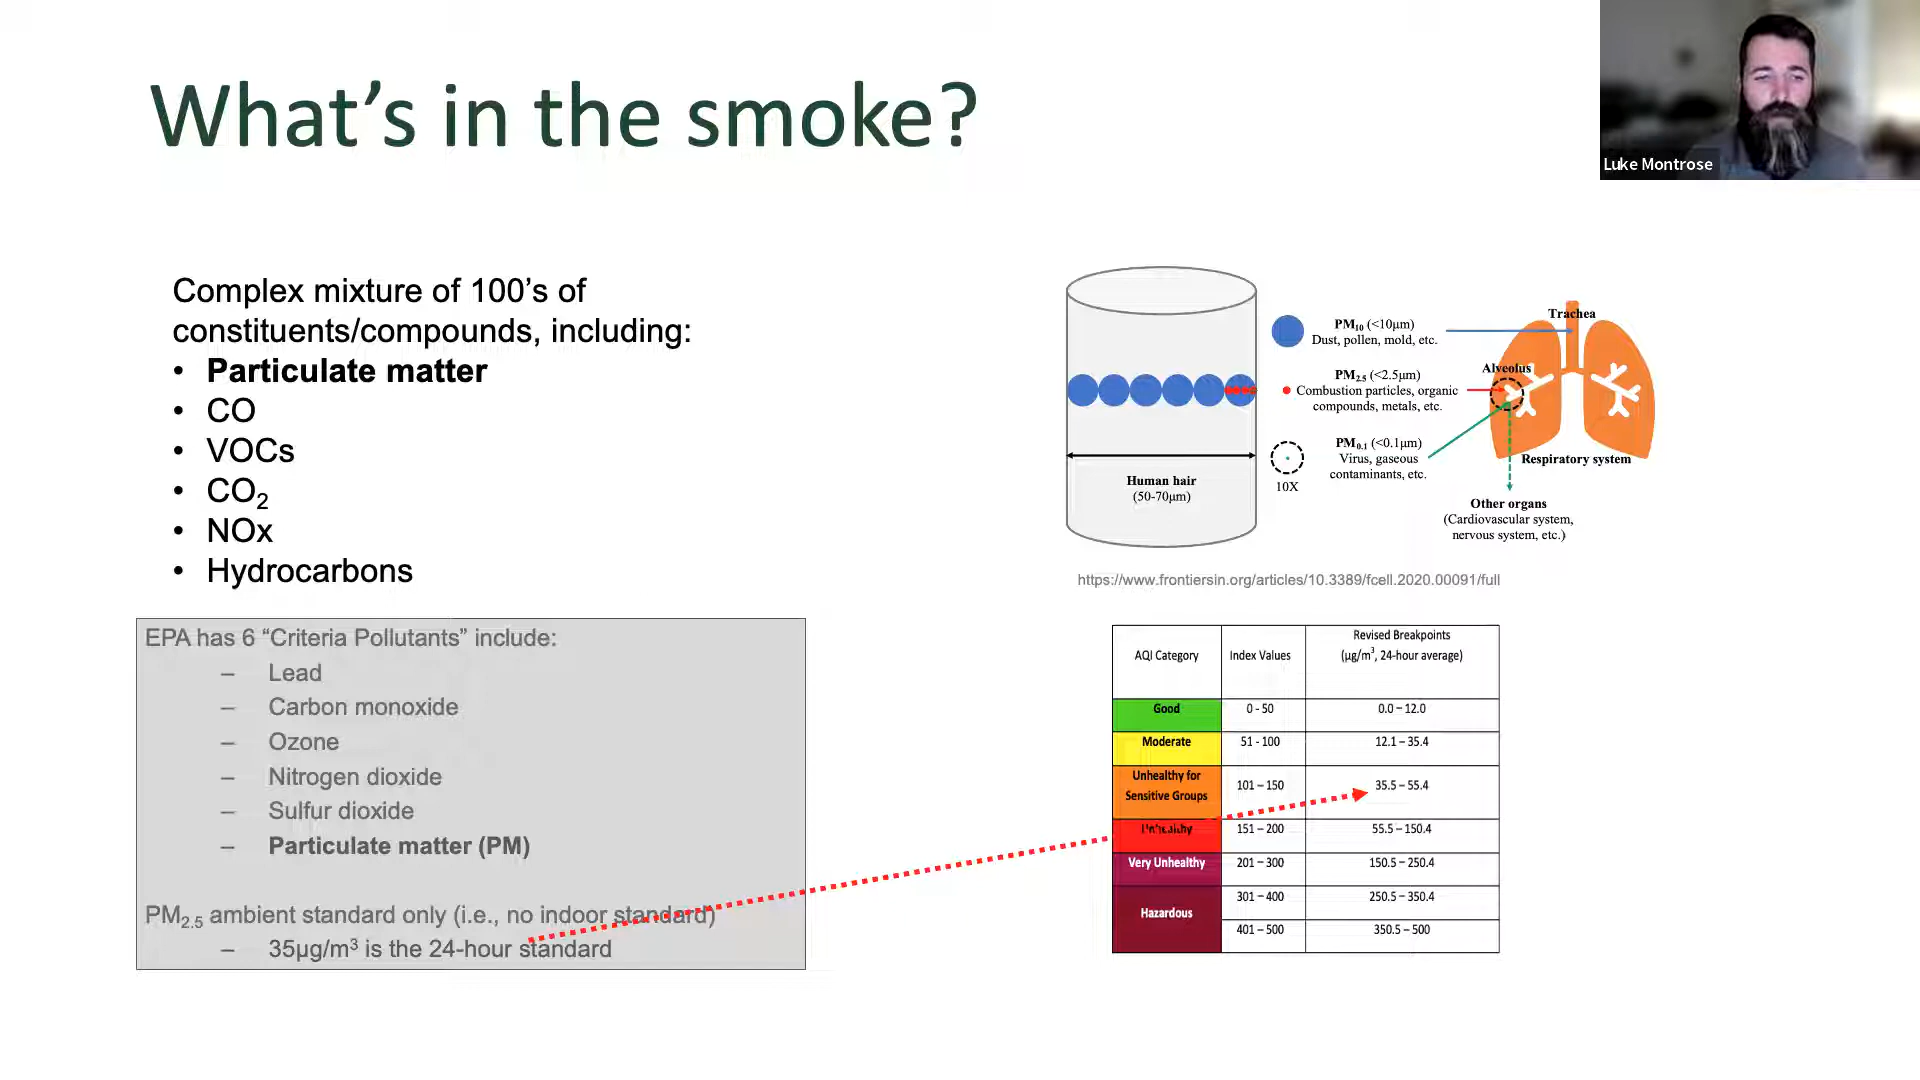 What's in the smoke?
Luke Montrose
Complex mixture of 100's of
constituents/compounds, including:
• Particulate matter
• CO
• VOCs
• CO2
• NOx
• Hydrocarbons
EPA has 6 “Criteria Pollutants” include:
– Lead
– Carbon monoxide
– Ozone
– Nitrogen dioxide
– Sulfur dioxide
– Particulate matter (PM)
PM2.5 ambient standard only (i.e., no indoor standard)
– 35µg/m³ is the 24-hour standard
Human hair
(50-70µm)
PM10 (<10µm)
Dust, pollen, mold, etc.
PM2.5 (<2.5µm)
Combustion particles, organic
compounds, metals, etc.
PM0.1 (<0.1µm)
Virus, gaseous
contaminants, etc.
10X
Trachea
Alveolus
Respiratory system
Other organs
(Cardiovascular system,
nervous system, etc.)
https://www.frontiersin.org/articles/10.3389/fcell.2020.00091/full
AQI Category Index Values Revised Breakpoints
(µg/m³, 24-hour average)
Good 0 - 50 0.0 – 12.0
Moderate 51 - 100 12.1 – 35.4
Unhealthy for
Sensitive Groups 101 – 150 35.5 – 55.4
Unhealthy 151 – 200 55.5 – 150.4
Very Unhealthy 201 – 300 150.5 – 250.4
Hazardous 301 – 400 250.5 – 350.4
401 – 500 350.5 – 500